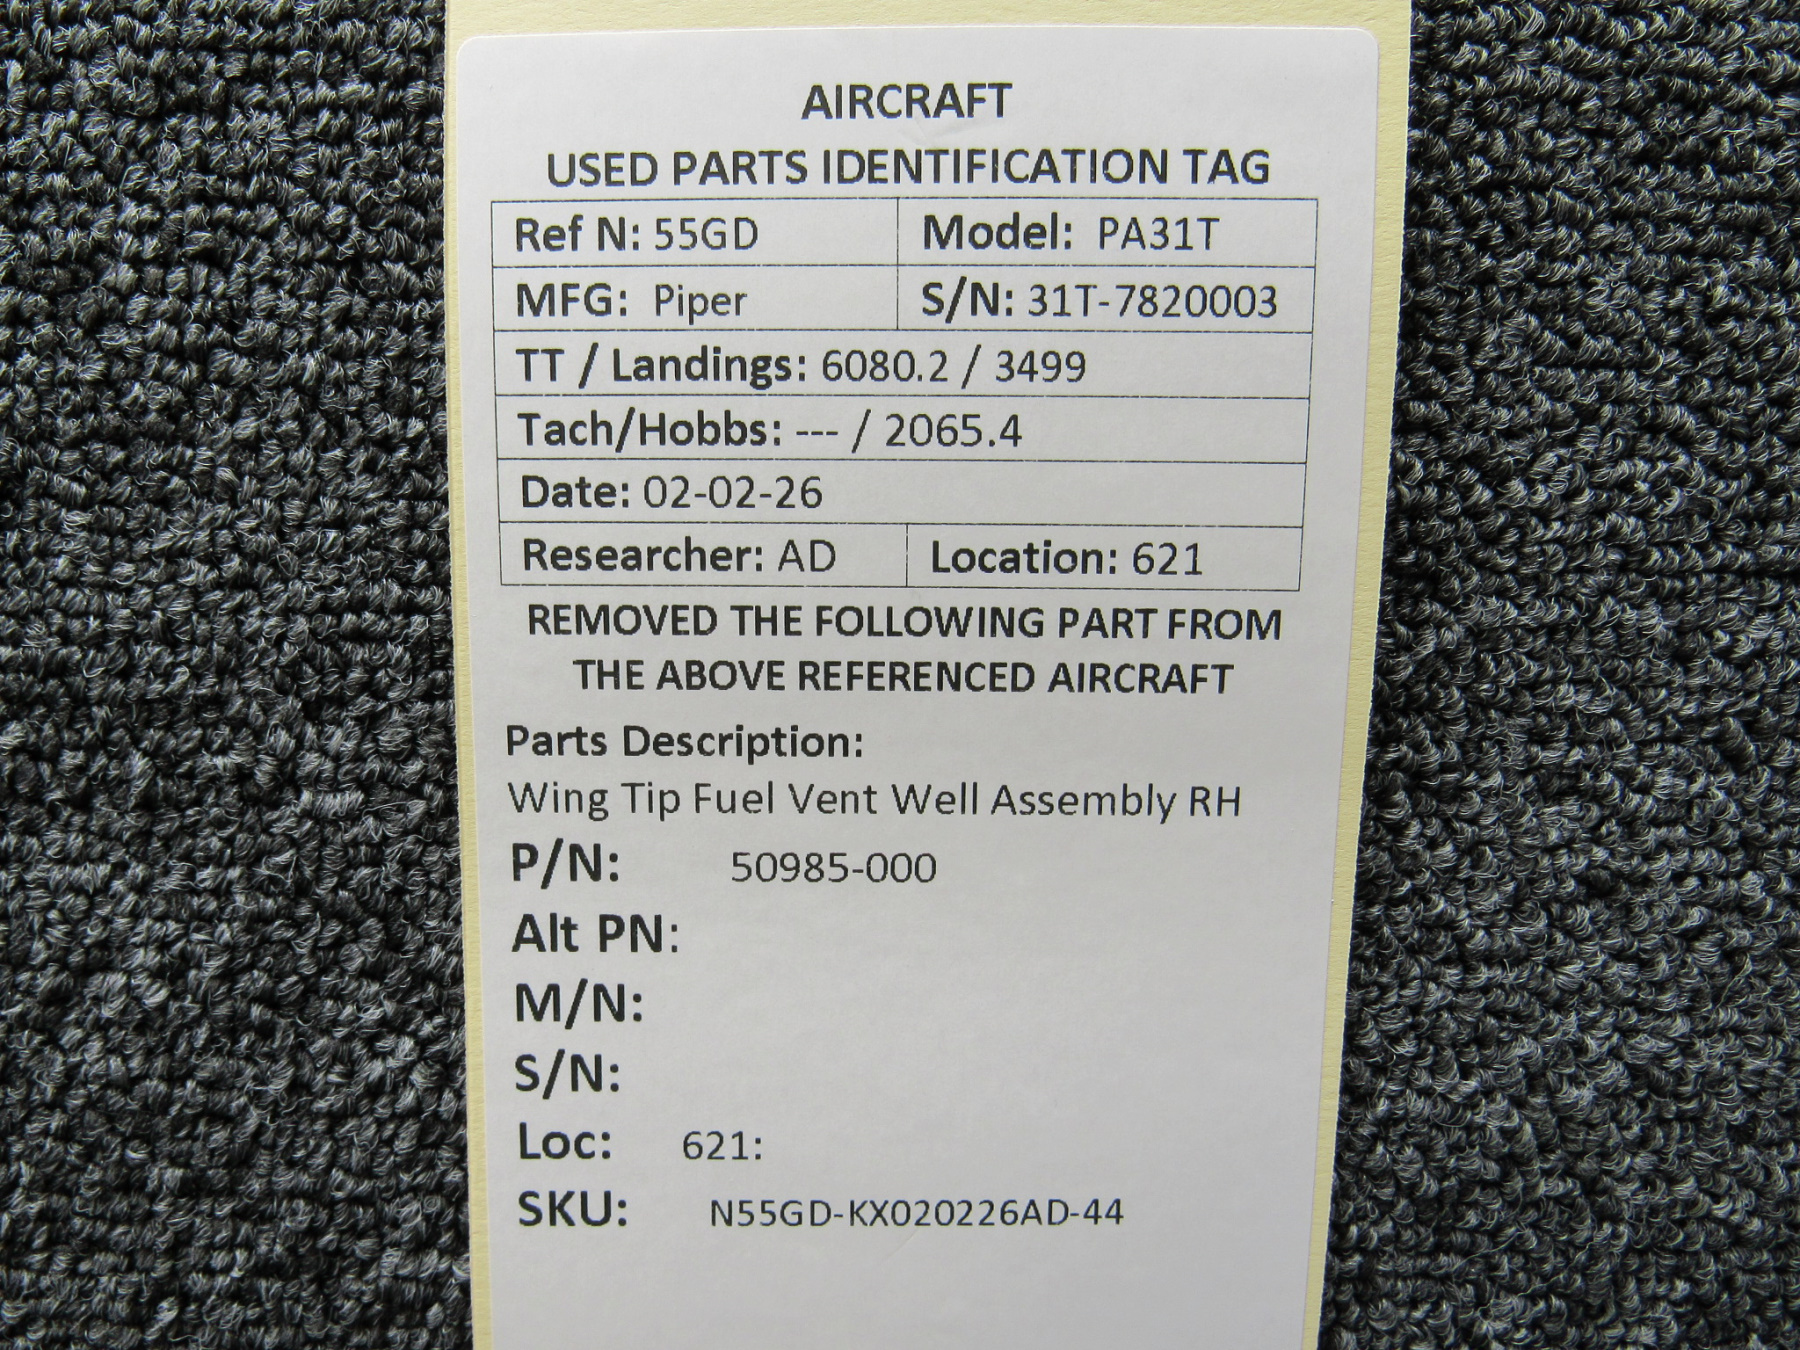 AIRCRAFT
USED PARTS IDENTIFICATION TAG
Ref N: 55GD Model: PA31T
MFG: Piper S/N: 31T-7820003
TT / Landings: 6080.2 / 3499
Tach/Hobbs: --- / 2065.4
Date: 02-02-26
Researcher: AD Location: 621
REMOVED THE FOLLOWING PART FROM
THE ABOVE REFERENCED AIRCRAFT
Parts Description:
Wing Tip Fuel Vent Well Assembly RH
P/N: 50985-000
Alt PN:
M/N:
S/N:
Loc: 621:
SKU: N55GD-KX020226AD-44